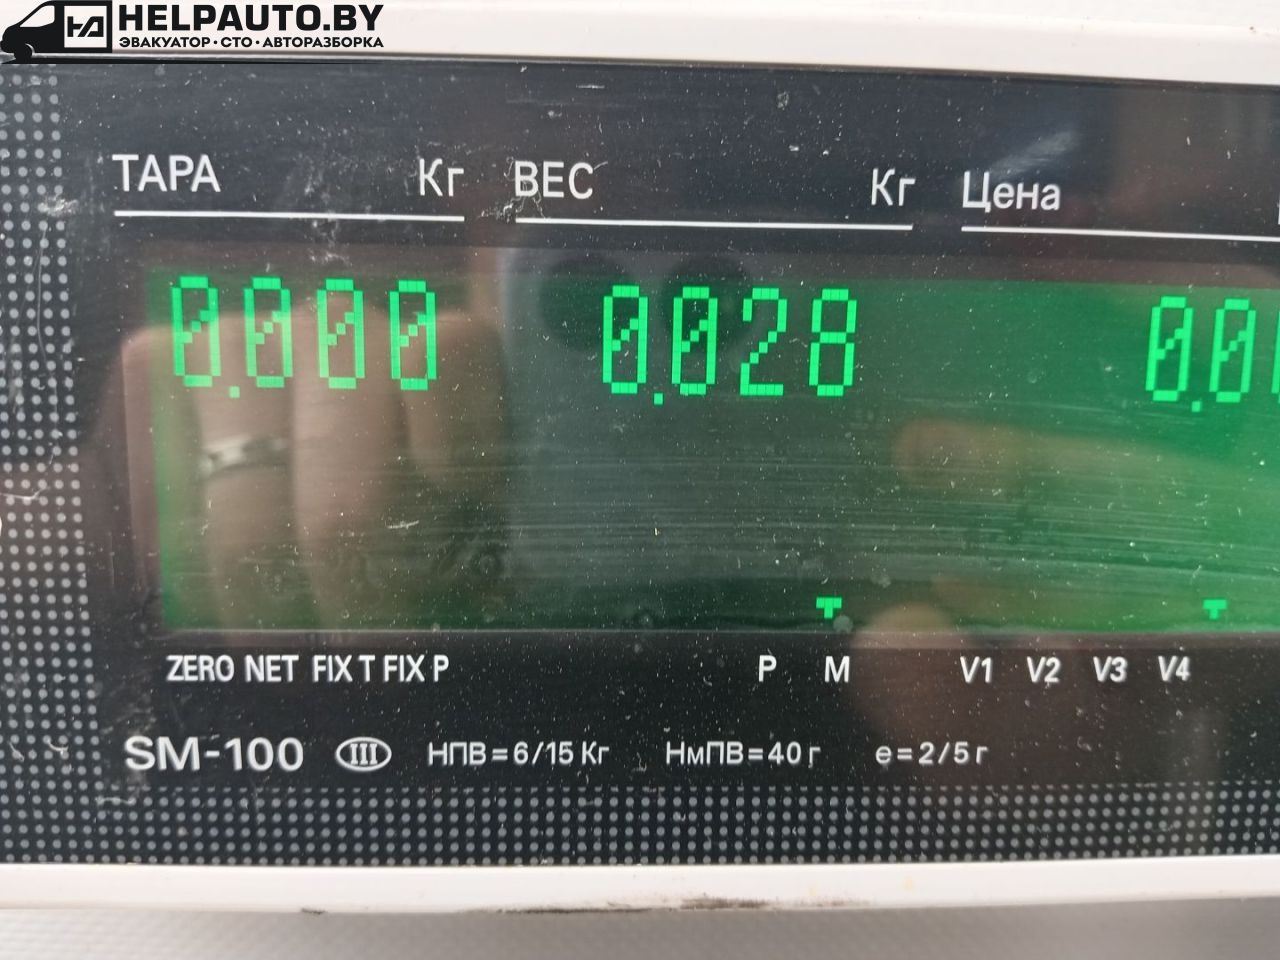 HELPAUTO.BY
ЭВАКУАТОР·СТО·АВТОРАЗБОРКА
ТАРА Кг ВЕС Кг Цена
0.000 0.028
ZERO NET FIX T FIX P P M V1 V2 V3 V4
SM-100 III НПВ=6/15 Кг НмПВ=40 г e=2/5 г